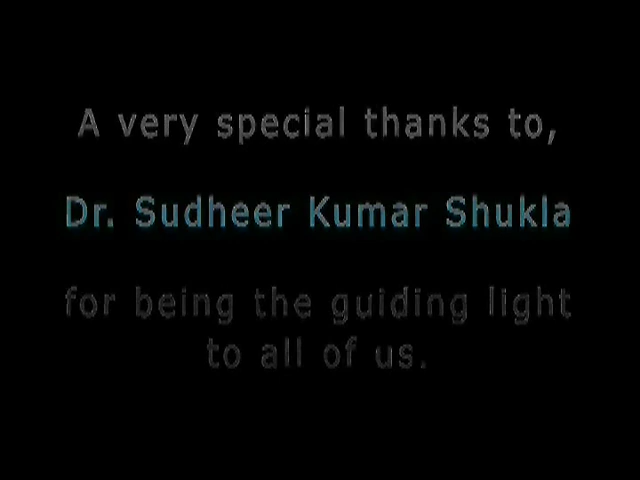 A very special thanks to,
Dr. Sudheer Kumar Shukla
for being the guiding light
to all of us.